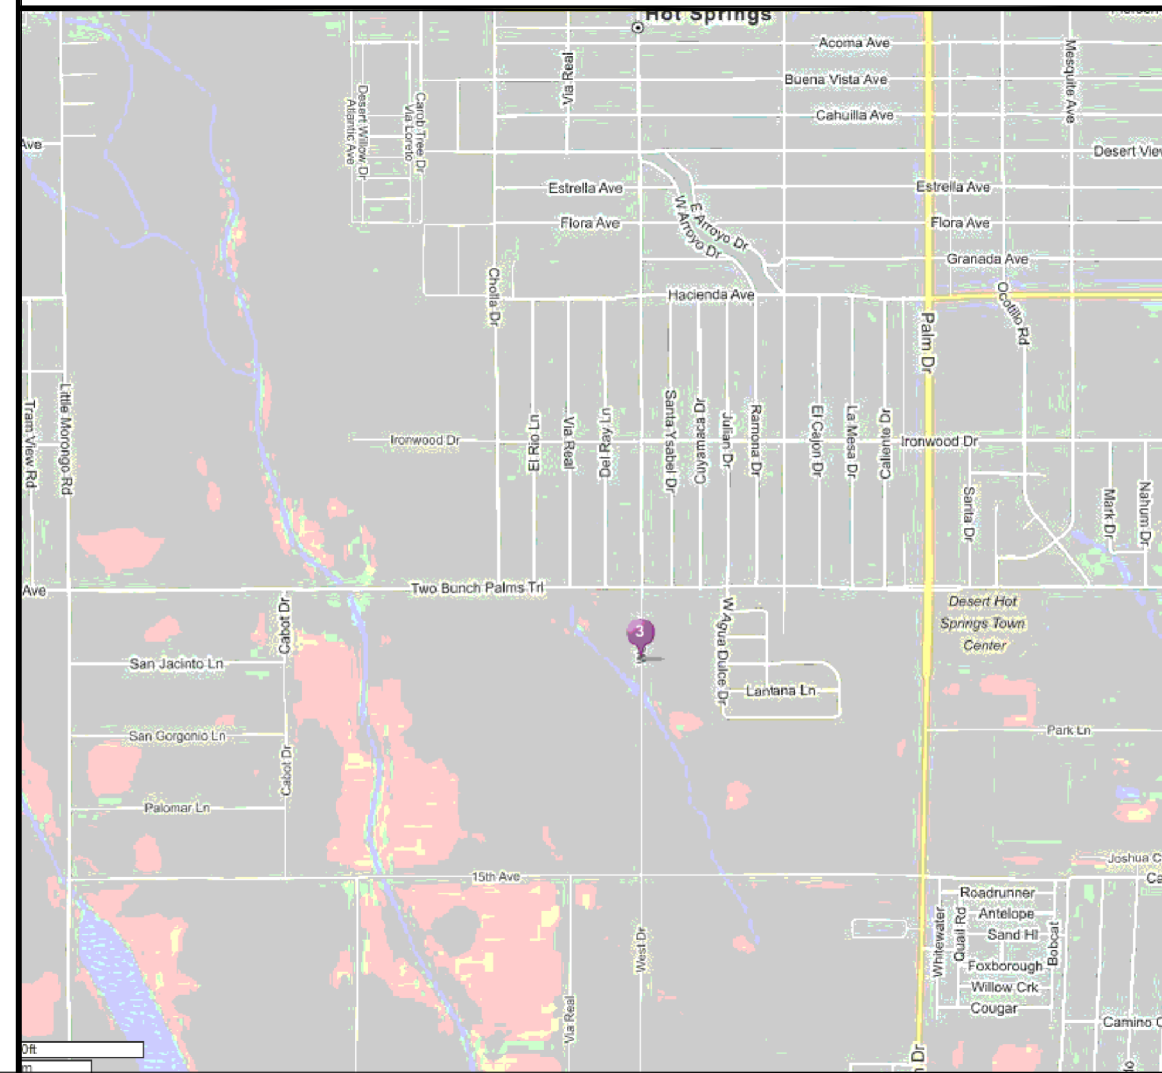 Hot Springs
Acoma Ave
Mesquite Ave
Via Real
Buena Vista Ave
Desert Willow Dr
Atlantic Ave
Carob Tree Dr
Via Loreto
Cahuilla Ave
Ave
Desert View
Estrella Ave
Estrella Ave
E Arroyo Dr
W Arroyo Dr
Flora Ave
Flora Ave
Granada Ave
Cholla Dr
Hacienda Ave
Ocotillo Rd
Palm Dr
Tram View Rd
Little Morongo Rd
Ironwood Dr
El Rio Ln
Via Real
Del Ray Ln
Santa Ysabel Dr
Cuyamaca Dr
Julian Dr
Ramona Dr
El Cajon Dr
La Mesa Dr
Caliente Dr
Ironwood Dr
Sarita Dr
Mark Dr
Nahum Dr
Ave
Two Bunch Palms Trl
Cabot Dr
3
W Agua Dulce Dr
Desert Hot
Springs Town
Center
San Jacinto Ln
Lantana Ln
San Gorgonio Ln
Park Ln
Cabot Dr
Palomar Ln
15th Ave
Joshua C
Ca
Roadrunner
Whitewater
Quail Rd
Antelope
Sand Hl
Bobcat
West Dr
Foxborough
Willow Crk
Cougar
Via Real
Camino C
0ft
m
Dr
do